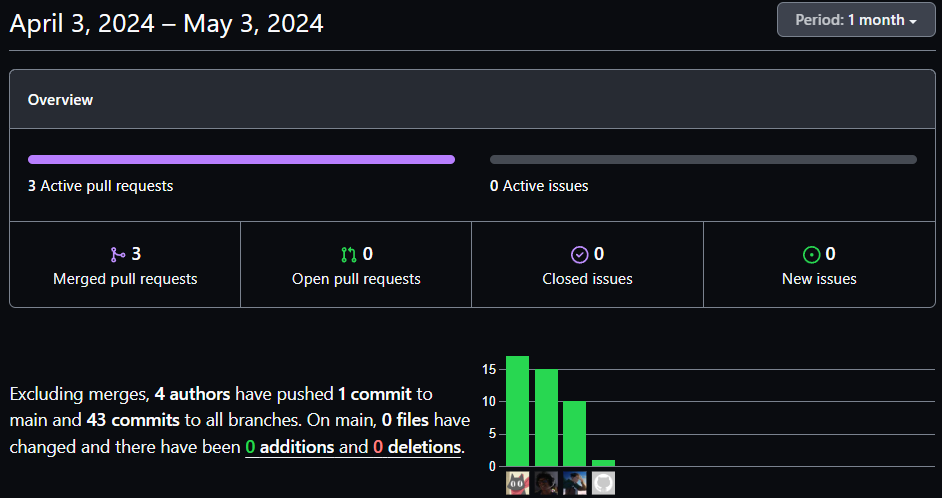 April 3, 2024 – May 3, 2024
Period: 1 month
Overview
3 Active pull requests
0 Active issues
3
Merged pull requests
0
Open pull requests
0
Closed issues
0
New issues
Excluding merges, 4 authors have pushed 1 commit to
main and 43 commits to all branches. On main, 0 files have
changed and there have been 0 additions and 0 deletions.
15
10
5
0